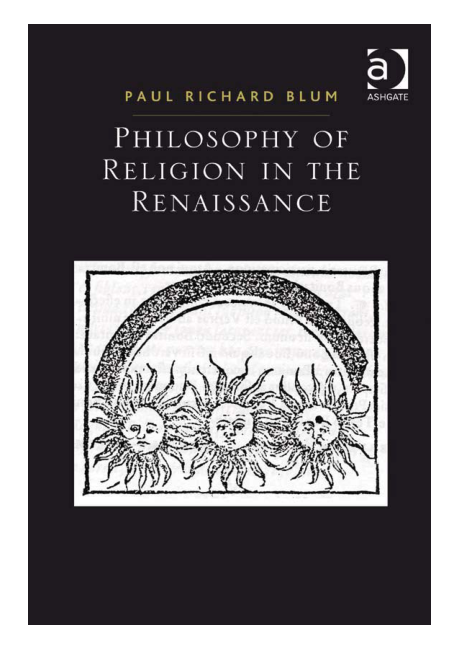 a
ASHGATE
PAUL RICHARD BLUM
PHILOSOPHY OF
RELIGION IN THE
RENAISSANCE